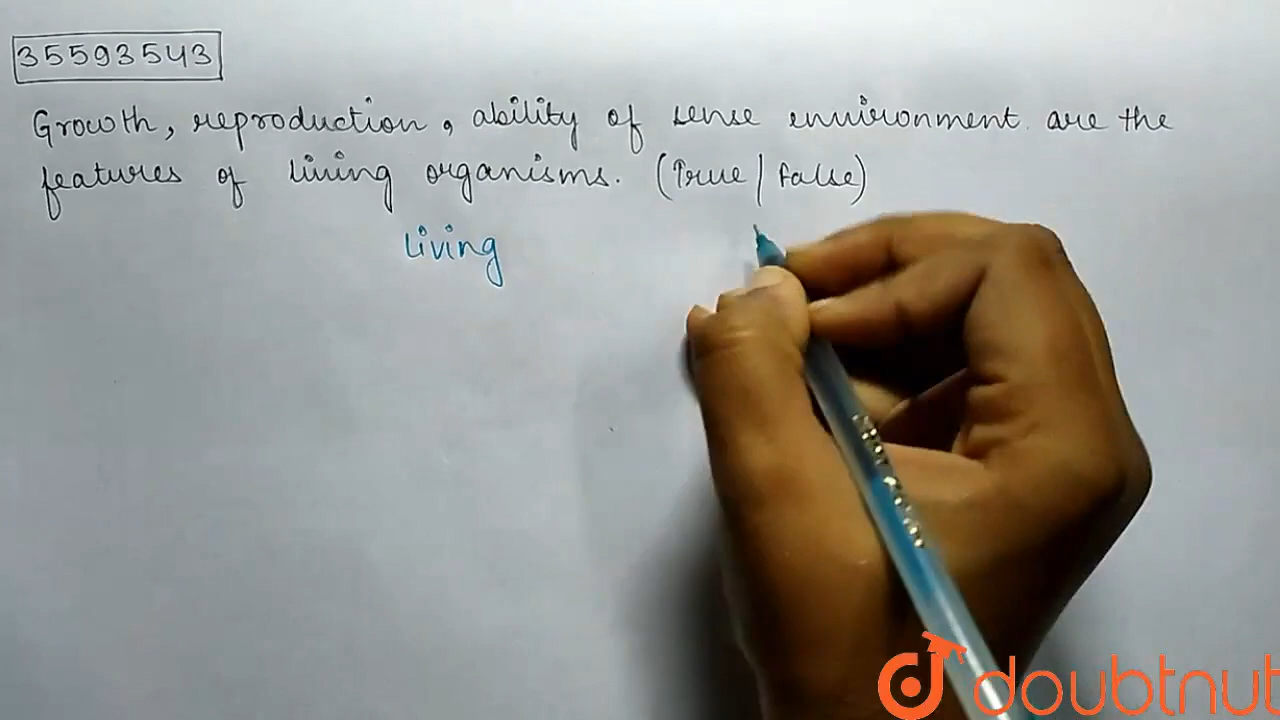 35593543
Growth, reproduction, ability of sense environment are the
features of living organisms. (True/False)
Living
doubtnut